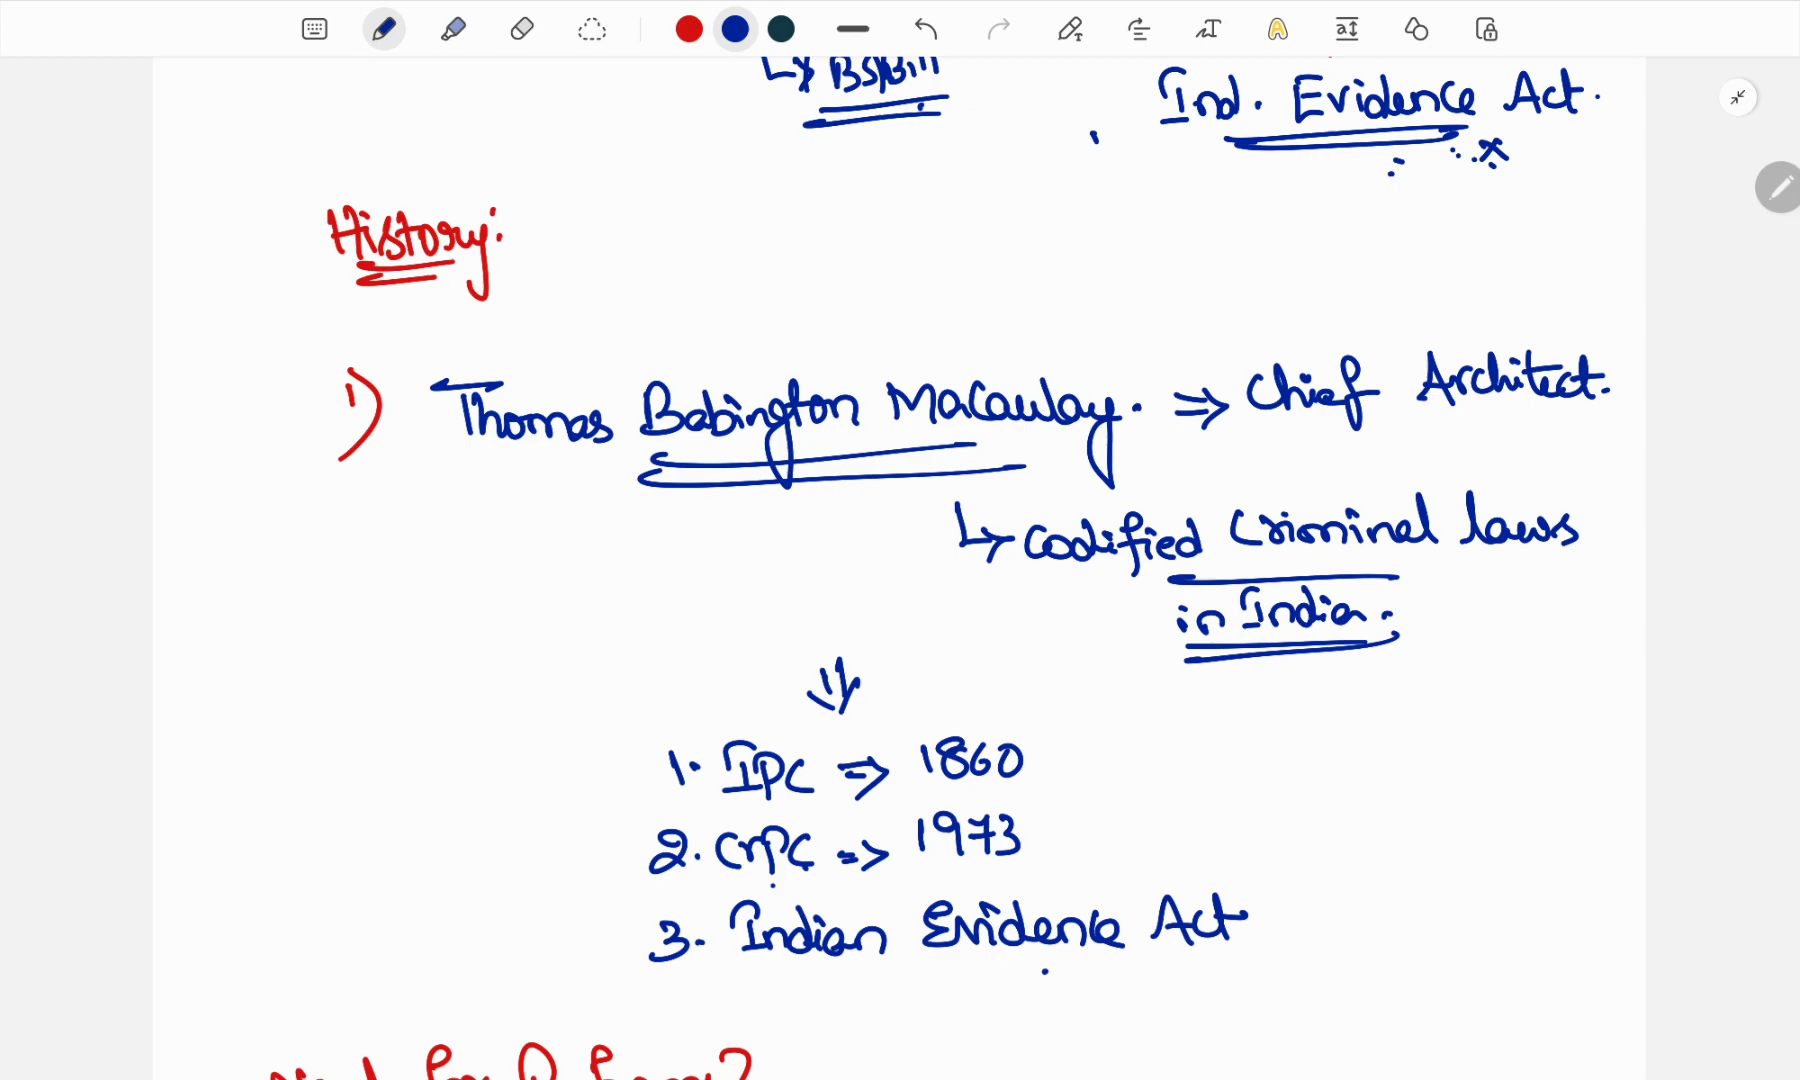 Ind. Evidence Act.
History:
1) Thomas Babington Macaulay. ⇒ Chief Architect.
↳ codified Criminal laws
in India.
⇓
1. IPC ⇒ 1860
2. CrPC => 1973
3. Indian Evidence Act